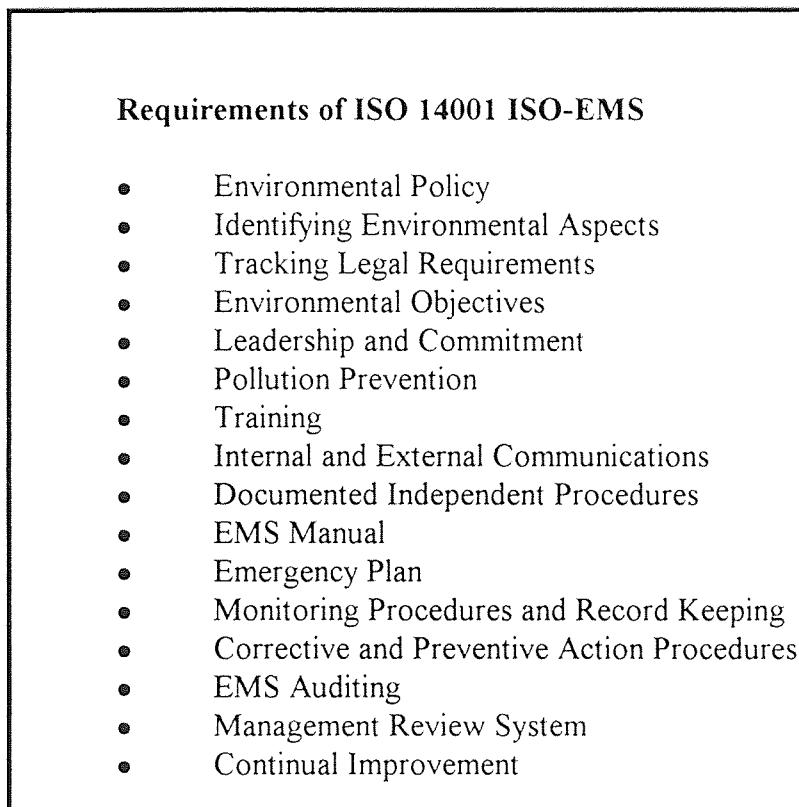 Requirements of ISO 14001 ISO-EMS
• Environmental Policy
• Identifying Environmental Aspects
• Tracking Legal Requirements
• Environmental Objectives
• Leadership and Commitment
• Pollution Prevention
• Training
• Internal and External Communications
• Documented Independent Procedures
• EMS Manual
• Emergency Plan
• Monitoring Procedures and Record Keeping
• Corrective and Preventive Action Procedures
• EMS Auditing
• Management Review System
• Continual Improvement